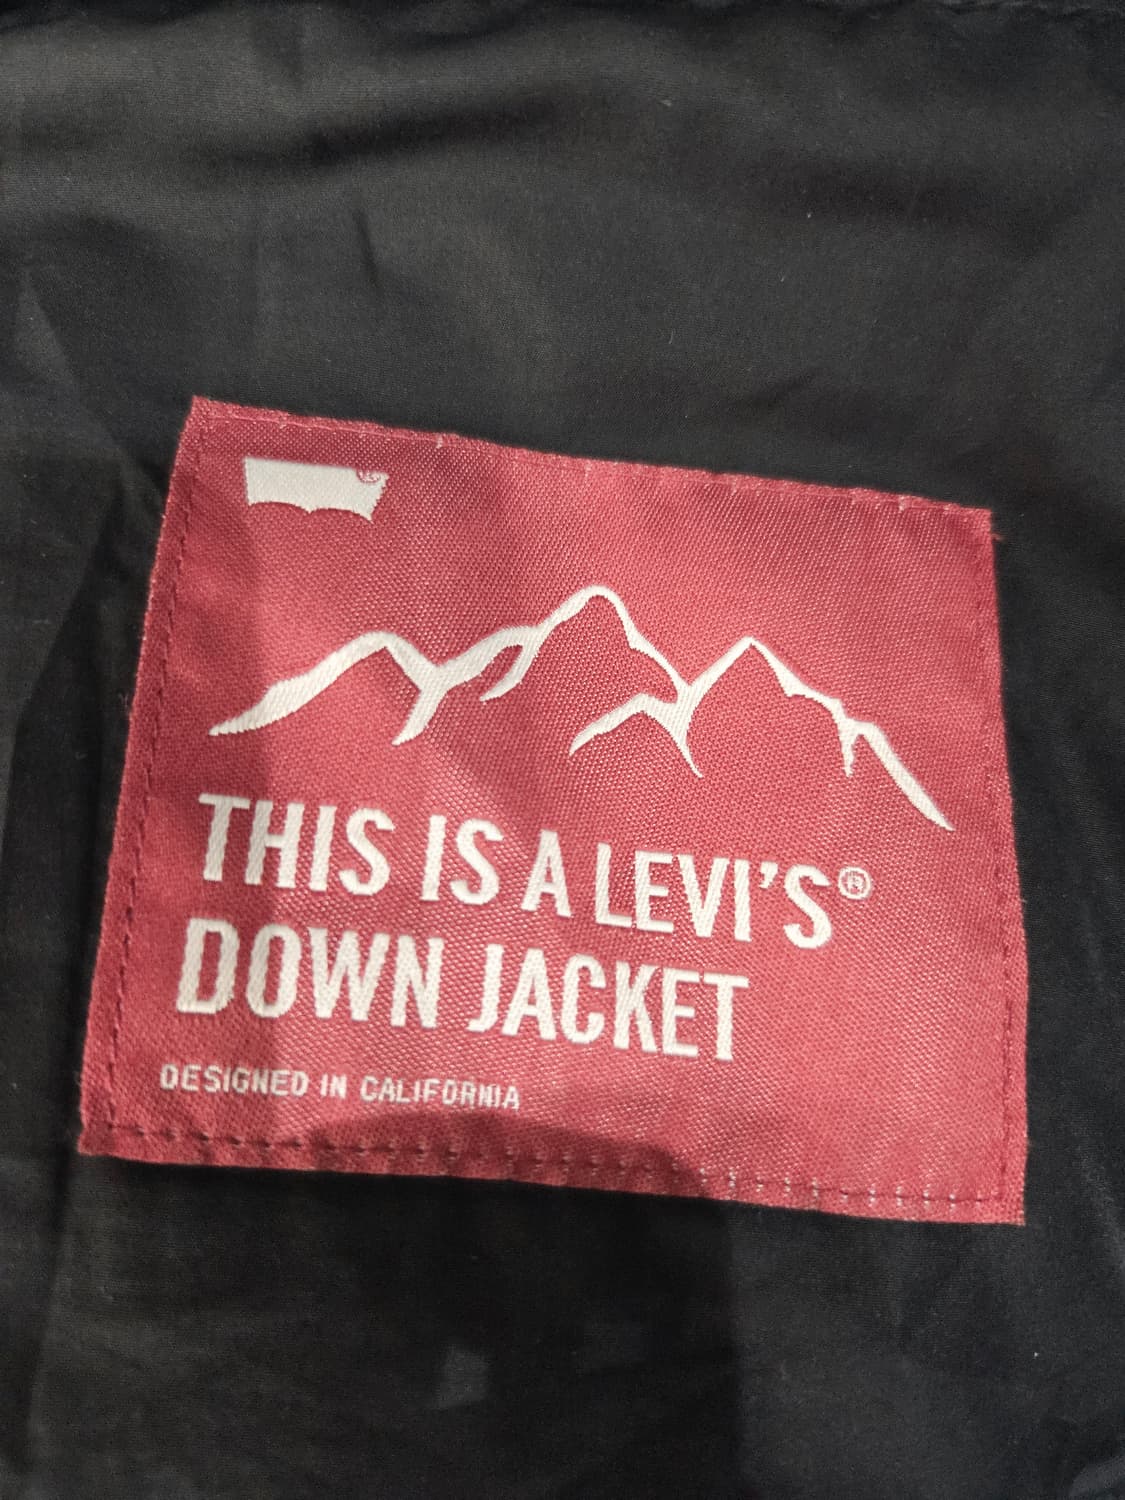 THIS IS A LEVI'S®
DOWN JACKET
DESIGNED IN CALIFORNIA